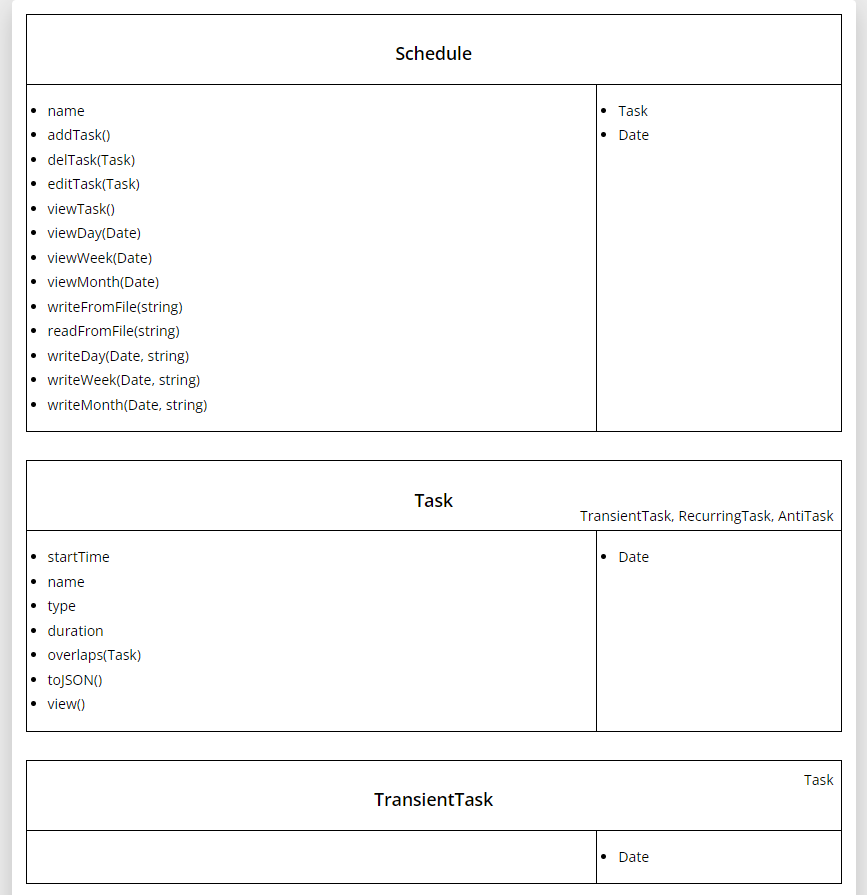 Schedule
name
addTask()
delTask(Task)
editTask(Task)
viewTask()
viewDay(Date)
viewWeek(Date)
viewMonth(Date)
writeFromFile(string)
readFromFile(string)
writeDay(Date, string)
writeWeek(Date, string)
writeMonth(Date, string)
Task
Date
Task
TransientTask, RecurringTask, AntiTask
startTime
name
type
duration
overlaps(Task)
toJSON()
view()
Date
Task
TransientTask
Date